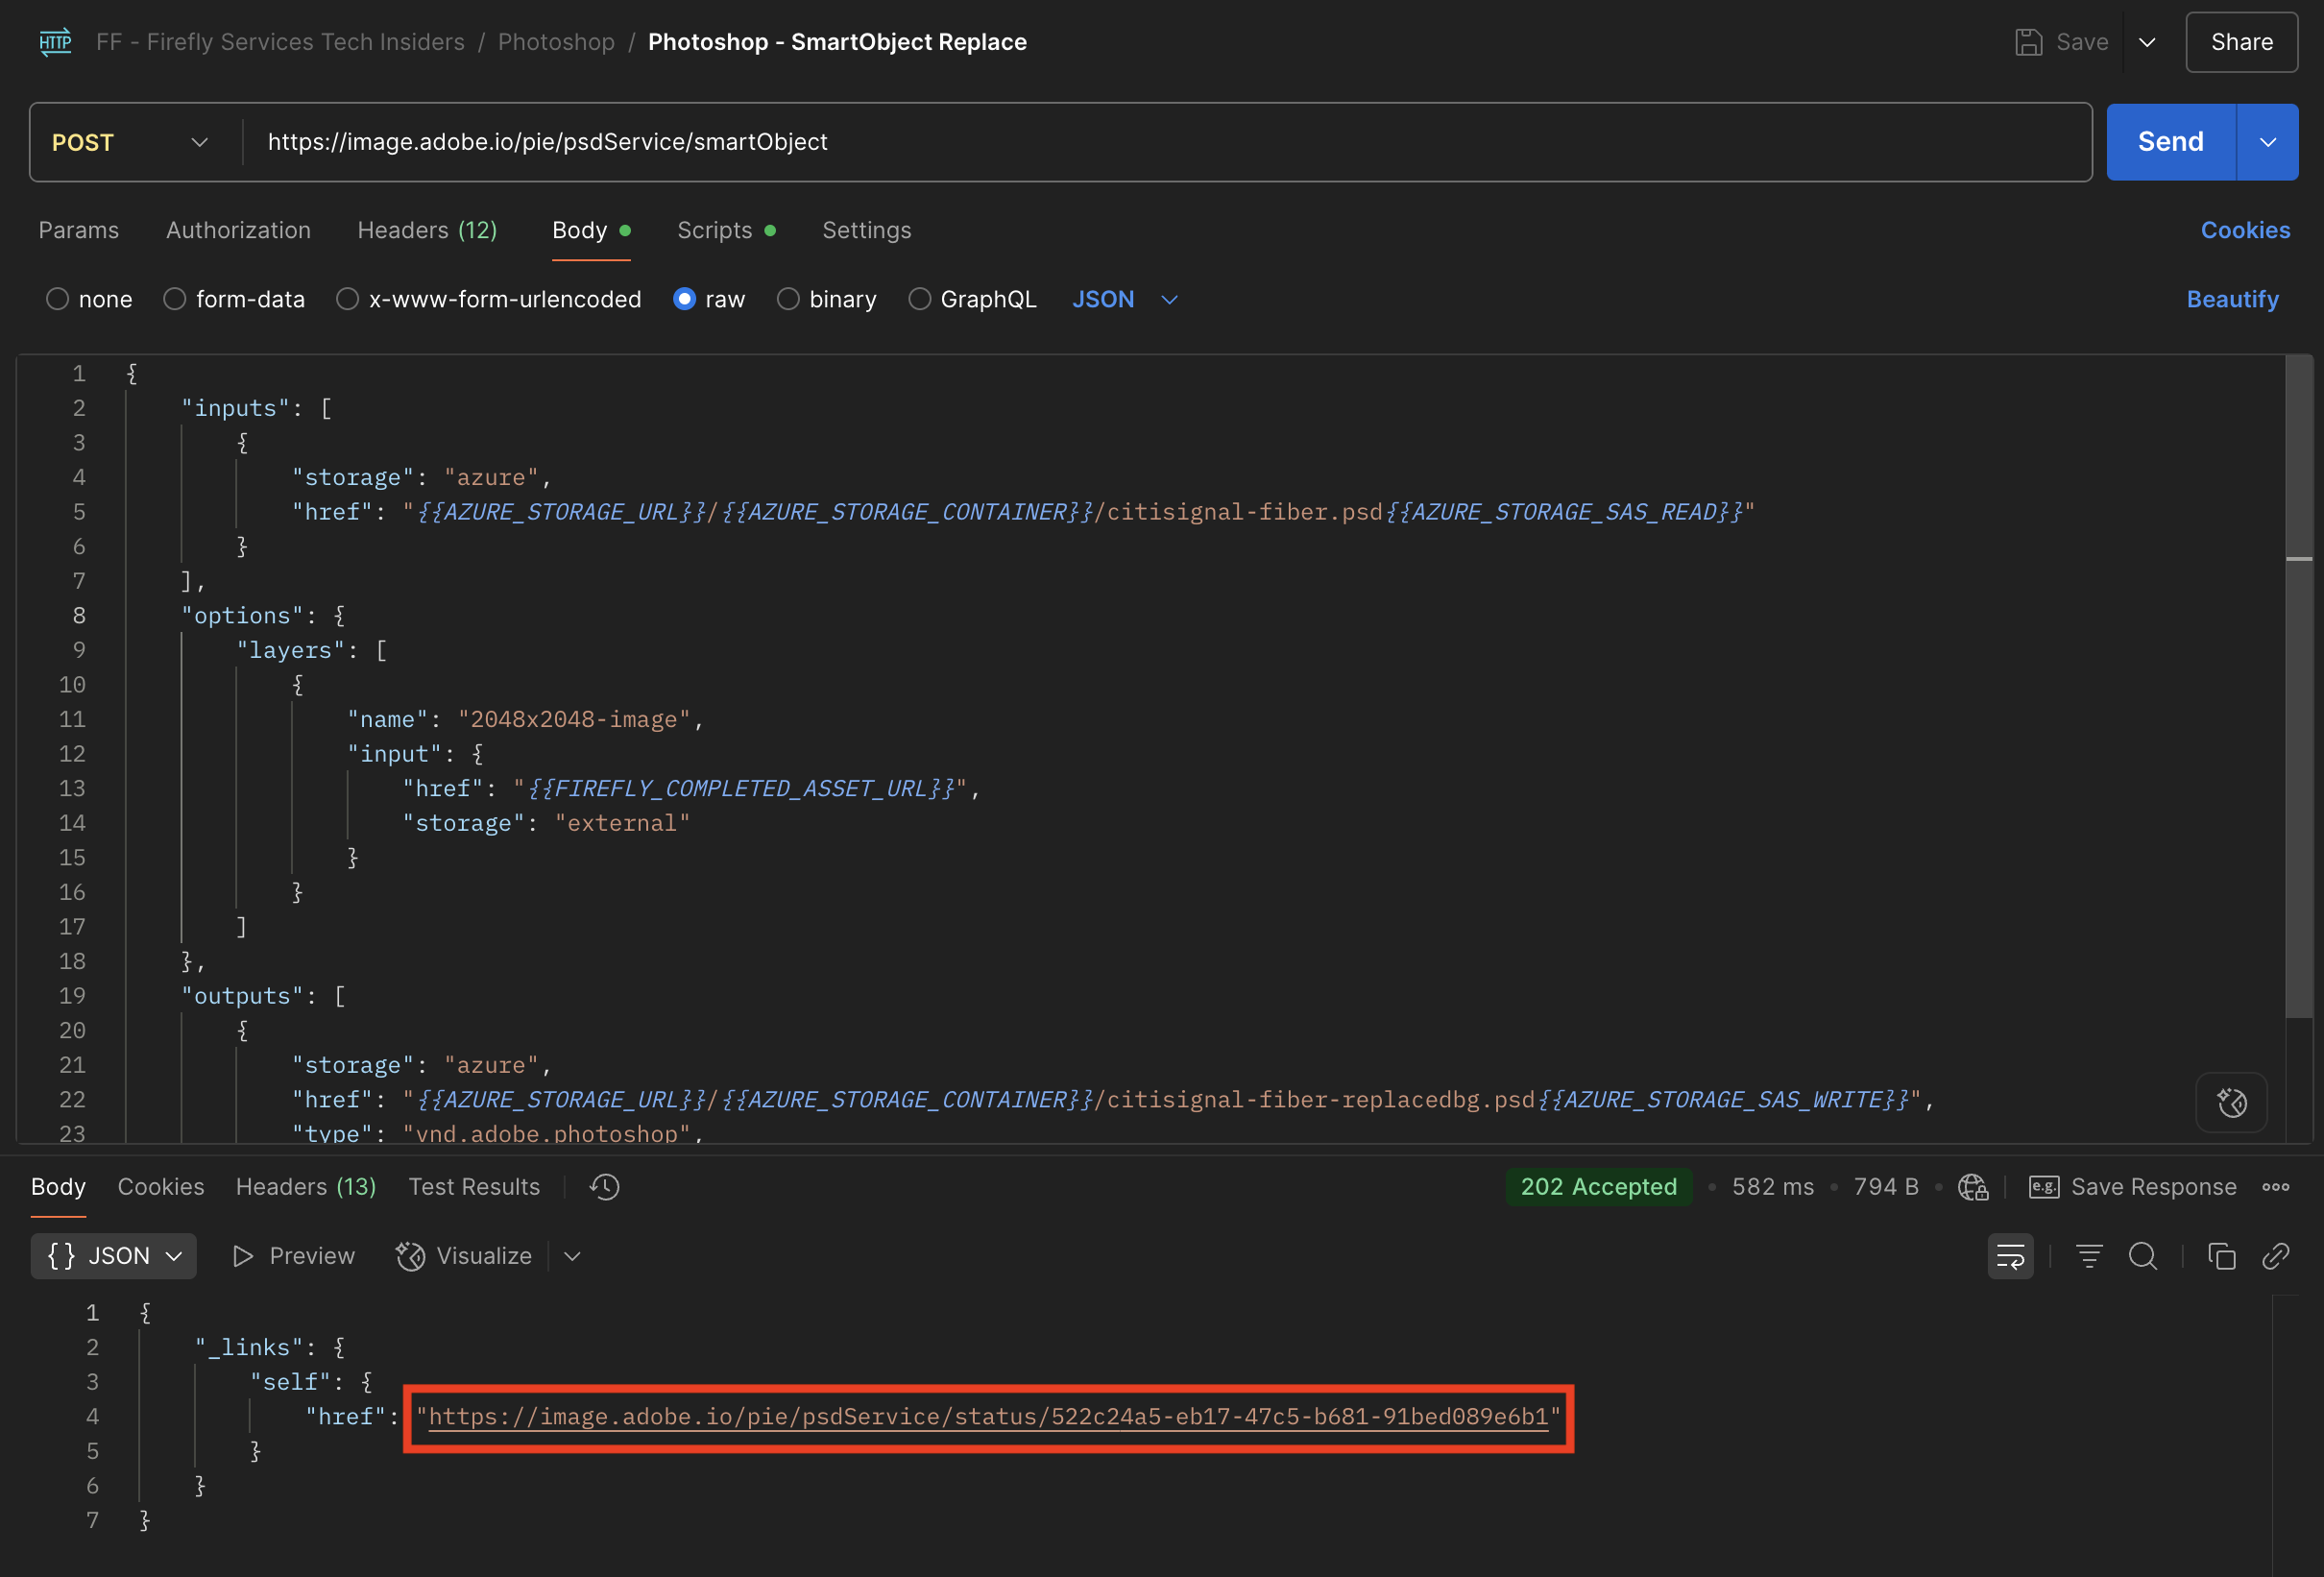 HTTP FF - Firefly Services Tech Insiders / Photoshop / Photoshop - SmartObject Replace Save Share
POST https://image.adobe.io/pie/psdService/smartObject Send
Params Authorization Headers (12) Body Scripts Settings Cookies
none form-data x-www-form-urlencoded raw binary GraphQL JSON Beautify
1 {
2 "inputs": [
3 {
4 "storage": "azure",
5 "href": "{{AZURE_STORAGE_URL}}/{{AZURE_STORAGE_CONTAINER}}/citisignal-fiber.psd{{AZURE_STORAGE_SAS_READ}}"
6 }
7 ],
8 "options": {
9 "layers": [
10 {
11 "name": "2048x2048-image",
12 "input": {
13 "href": "{{FIREFLY_COMPLETED_ASSET_URL}}",
14 "storage": "external"
15 }
16 }
17 ]
18 },
19 "outputs": [
20 {
21 "storage": "azure",
22 "href": "{{AZURE_STORAGE_URL}}/{{AZURE_STORAGE_CONTAINER}}/citisignal-fiber-replacedbg.psd{{AZURE_STORAGE_SAS_WRITE}}",
23 "type": "vnd.adobe.photoshop",
Body Cookies Headers (13) Test Results 202 Accepted • 582 ms • 794 B • e.g. Save Response
{} JSON Preview Visualize
1 {
2 "_links": {
3 "self": {
4 "href": "https://image.adobe.io/pie/psdService/status/522c24a5-eb17-47c5-b681-91bed089e6b1"
5 }
6 }
7 }